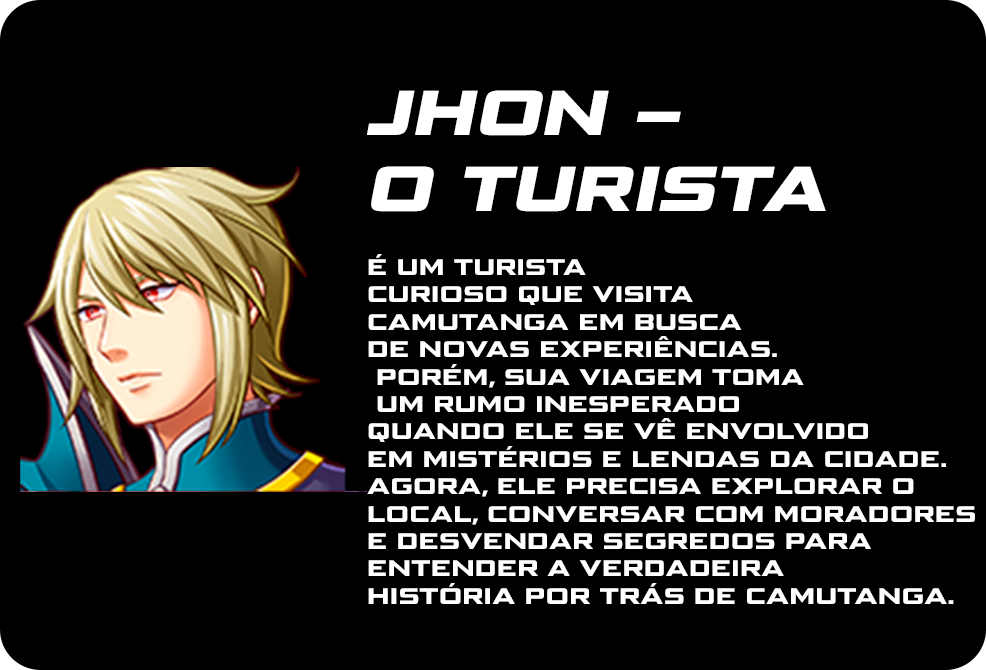 JHON –
O TURISTA
É UM TURISTA
CURIOSO QUE VISITA
CAMUTANGA EM BUSCA
DE NOVAS EXPERIÊNCIAS.
PORÉM, SUA VIAGEM TOMA
UM RUMO INESPERADO
QUANDO ELE SE VÊ ENVOLVIDO
EM MISTÉRIOS E LENDAS DA CIDADE.
AGORA, ELE PRECISA EXPLORAR O
LOCAL, CONVERSAR COM MORADORES
E DESVENDAR SEGREDOS PARA
ENTENDER A VERDADEIRA
HISTÓRIA POR TRÁS DE CAMUTANGA.